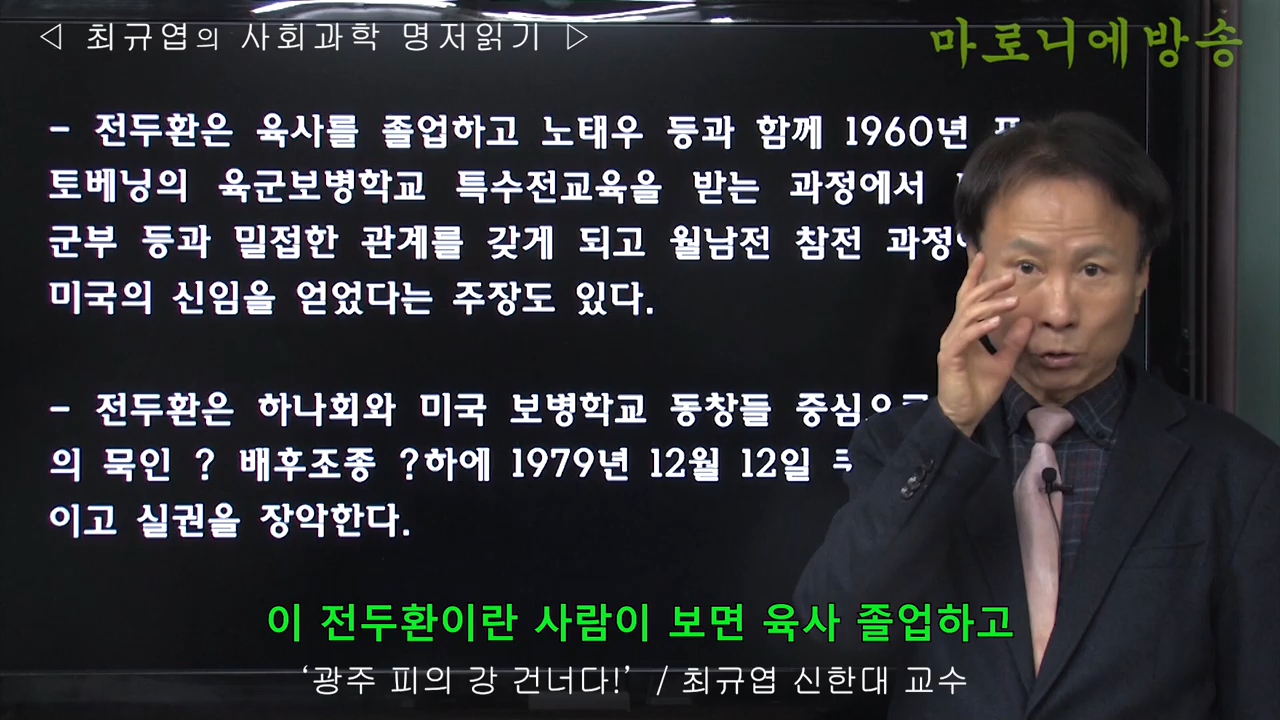 ◁ 최규엽의 사회과학 명저읽기 ▷
마로니에방송
- 전두환은 육사를 졸업하고 노태우 등과 함께 1960년
토베닝의 육군보병학교 특수전교육을 받는 과정에서
군부 등과 밀접한 관계를 갖게 되고 월남전 참전
미국의 신임을 얻었다는 주장도 있다.
- 전두환은 하나회와 미국 보병학교 동창들
의 묵인 ? 배후조종 ?하에 1979년 12월 12일
이고 실권을 장악한다.
이 전두환이란 사람이 보면 육사 졸업하고
‘광주 피의 강 건너다!’ / 최규엽 신한대 교수